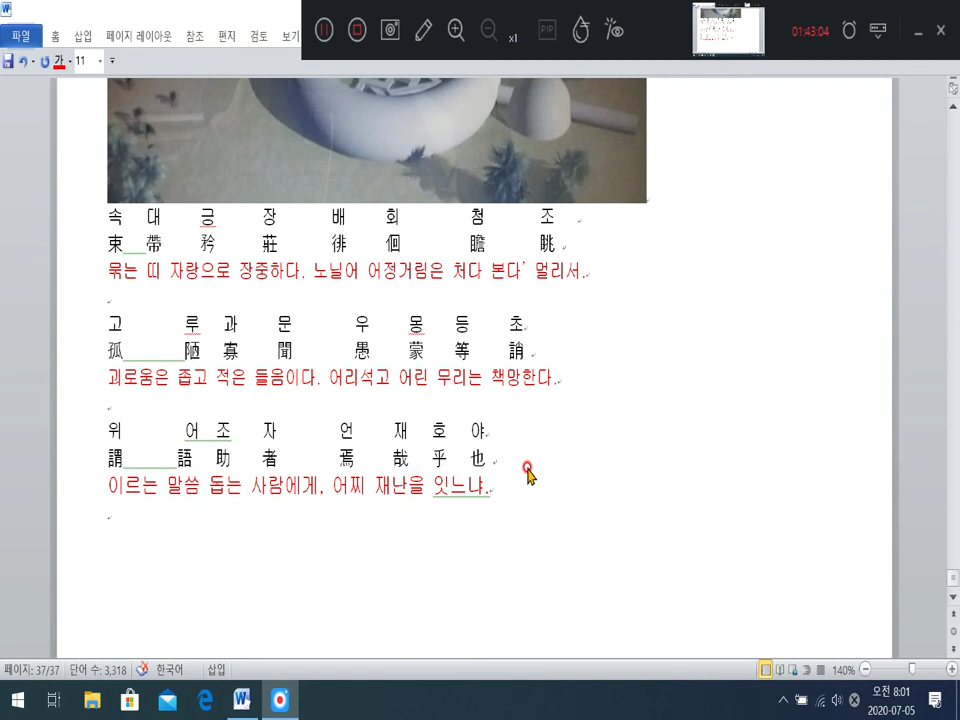 파일 홈 삽입 페이지 레이아웃 참조 편지 검토 보기
x1 PIP 01:43:04
가 11
속 대 긍 장 배 회 첨 조
束 帶 矜 莊 徘 徊 瞻 眺
묶는 띠 자랑으로 장중하다. 노닐어 어정거림은 처다 본다' 멀리서.
고 루 과 문 우 몽 등 초
孤 陋 寡 聞 愚 蒙 等 誚
괴로움은 좁고 적은 들음이다. 어리석고 어린 무리는 책망한다.
위 어 조 자 언 재 호 야
謂 語 助 者 焉 哉 乎 也
이르는 말씀 돕는 사람에게, 어찌 재난을 잇느냐.
페이지: 37/37 단어 수: 3,318 한국어 삽입 140%
오전 8:01
2020-07-05